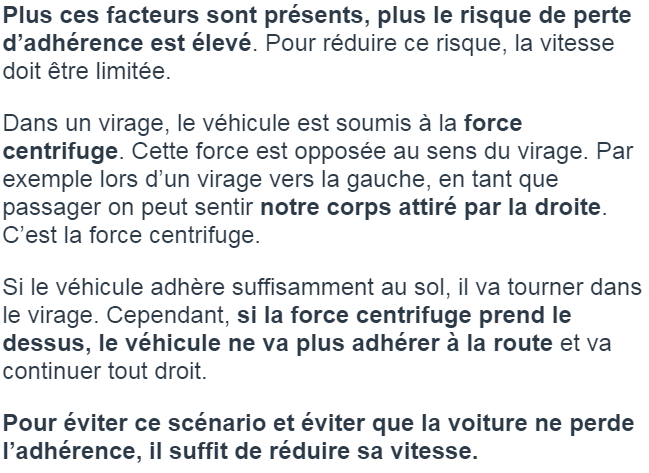 Plus ces facteurs sont présents, plus le risque de perte
d’adhérence est élevé. Pour réduire ce risque, la vitesse
doit être limitée.
Dans un virage, le véhicule est soumis à la force
centrifuge. Cette force est opposée au sens du virage. Par
exemple lors d’un virage vers la gauche, en tant que
passager on peut sentir notre corps attiré par la droite.
C’est la force centrifuge.
Si le véhicule adhère suffisamment au sol, il va tourner dans
le virage. Cependant, si la force centrifuge prend le
dessus, le véhicule ne va plus adhérer à la route et va
continuer tout droit.
Pour éviter ce scénario et éviter que la voiture ne perde
l’adhérence, il suffit de réduire sa vitesse.